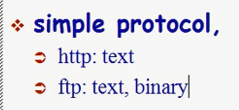 simple protocol,
http: text
ftp: text, binary